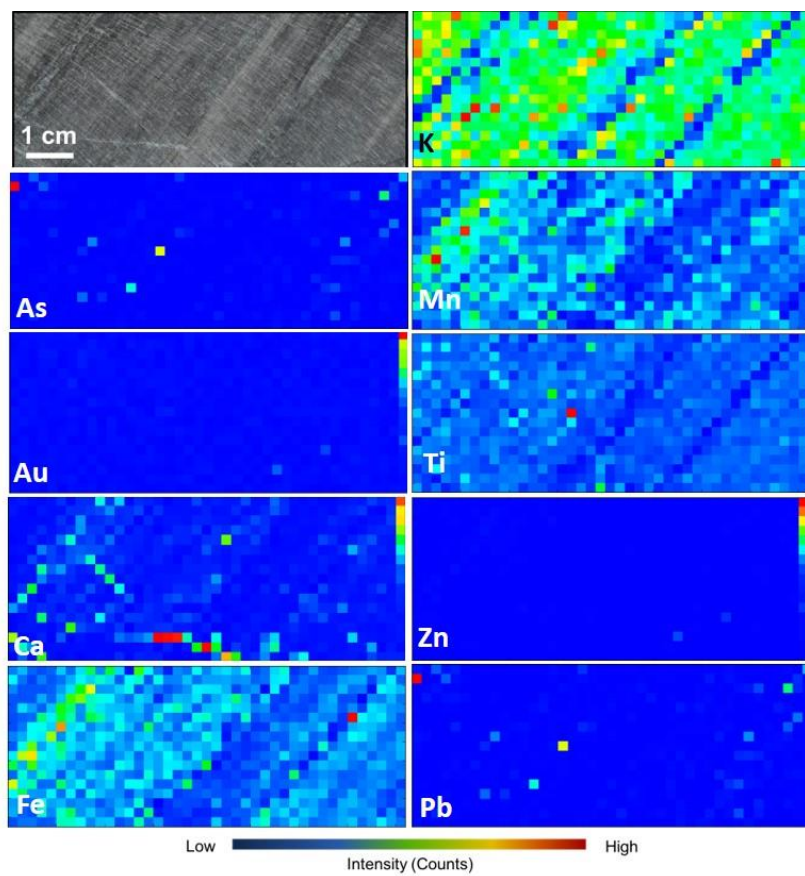 1 cm
K
As
Mn
Au
Ti
Ca
Zn
Fe
Pb
Low High
Intensity (Counts)